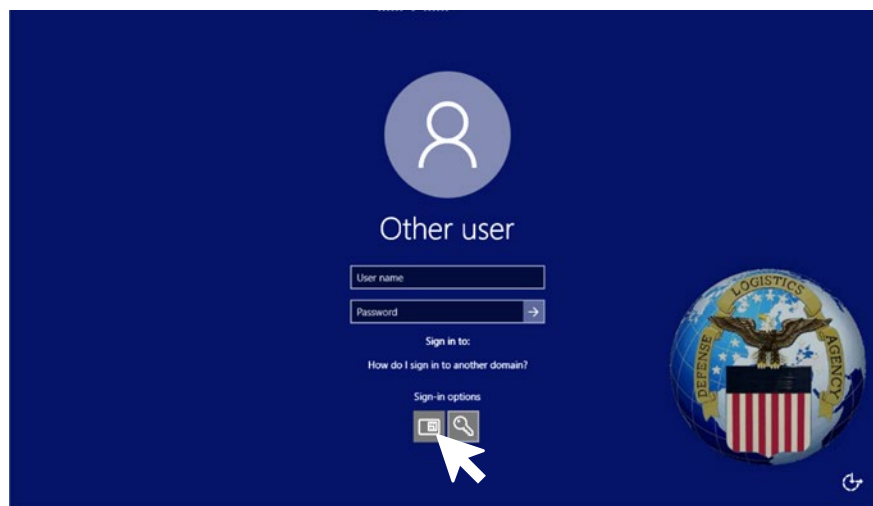 Other user
User name
Password
Sign in to:
How do I sign in to another domain?
Sign-in options
DEFENSE LOGISTICS AGENCY